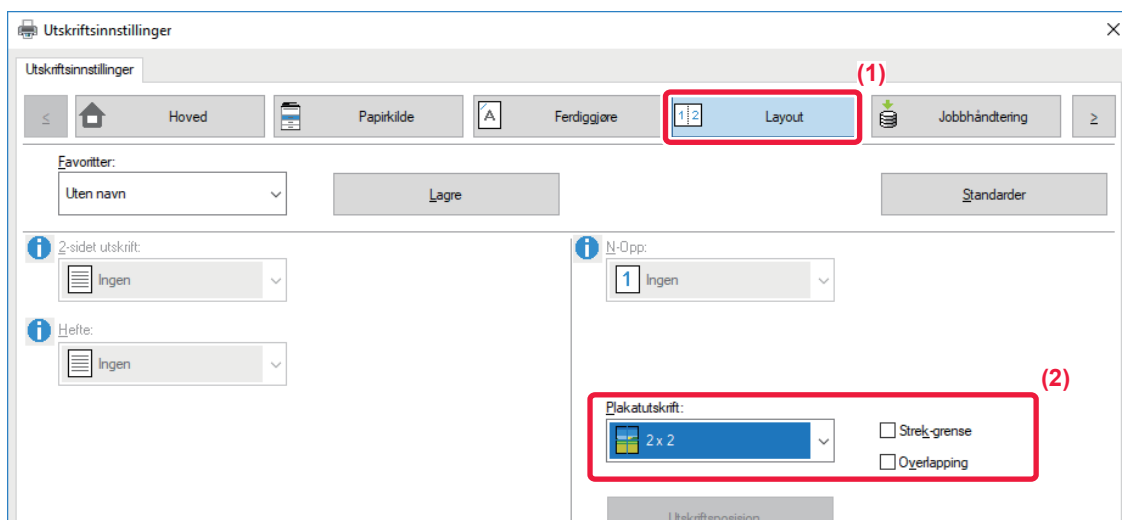 Utskriftsinnstillinger
Utskriftsinnstillinger
(1)
< Hoved Papirkilde A Ferdiggjøre 1 2 Layout Jobbhåndtering >
Favoritter:
Uten navn Lagre Standarder
2-sidet utskrift: N-Opp:
Ingen 1 Ingen
Hefte:
Ingen
(2)
Plakatutskrift:
2 x 2 Strek-grense
Overlapping
Utskriftsposisjon